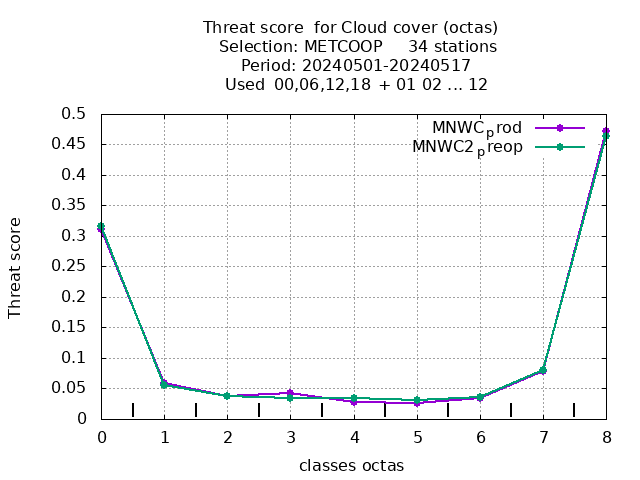 Threat score  for Cloud cover (octas)
Selection: METCOOP     34 stations
Period: 20240501-20240517
Used  00,06,12,18 + 01 02 ... 12
MNWCprod
MNWC2preop
0.5
0.45
0.4
0.35
0.3
0.25
0.2
0.15
0.1
0.05
0
Threat score
0 1 2 3 4 5 6 7 8
classes octas